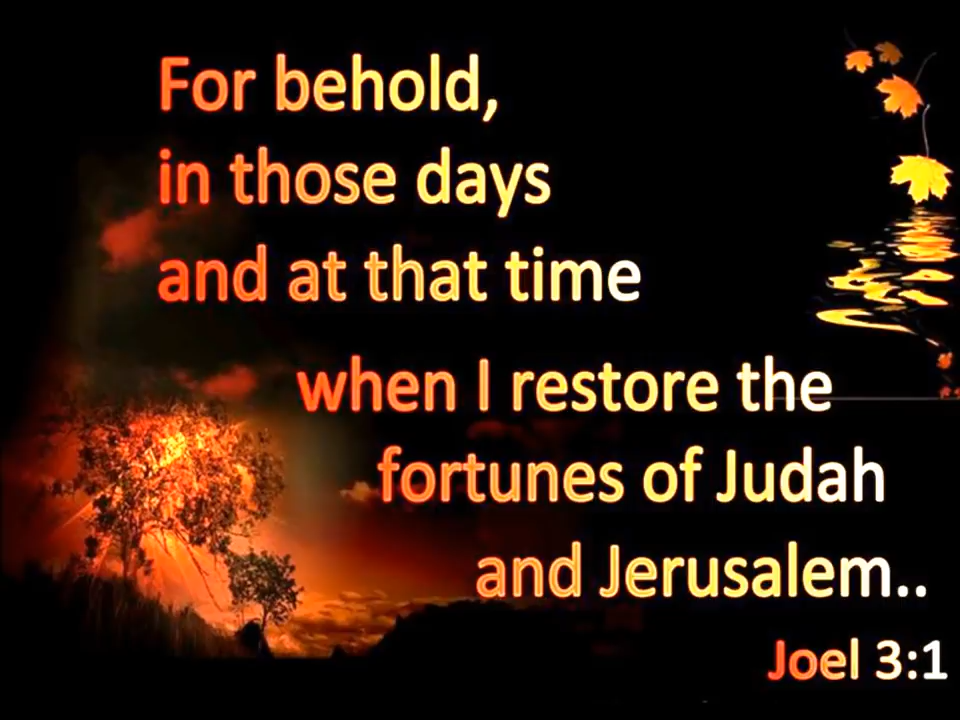 For behold,
in those days
and at that time
when I restore the
fortunes of Judah
and Jerusalem..
Joel 3:1